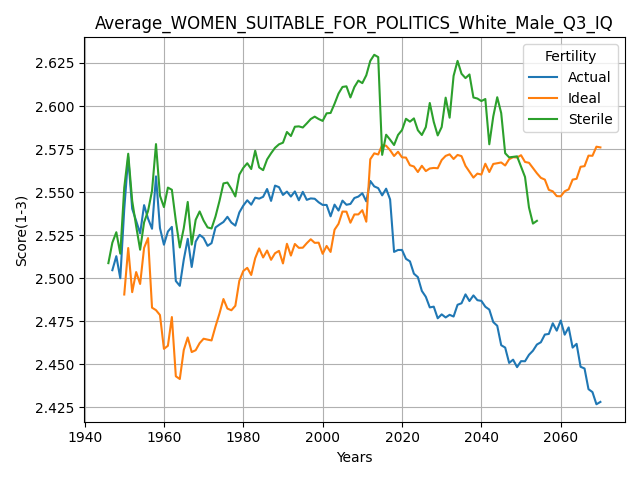 Average_WOMEN_SUITABLE_FOR_POLITICS_White_Male_Q3_IQ
Fertility
Actual
Ideal
Sterile
Score(1-3)
2.625
2.600
2.575
2.550
2.525
2.500
2.475
2.450
2.425
1940 1960 1980 2000 2020 2040 2060
Years